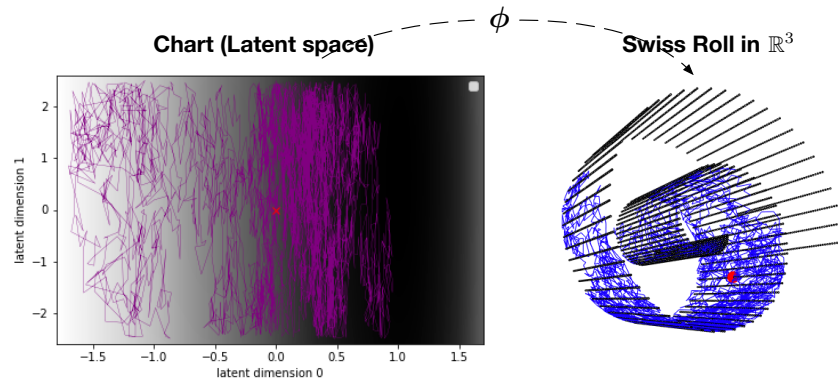 ϕ
Chart (Latent space)
Swiss Roll in ℝ³
2
1
0
−1
−2
latent dimension 1
−1.5 −1.0 −0.5 0.0 0.5 1.0 1.5
latent dimension 0